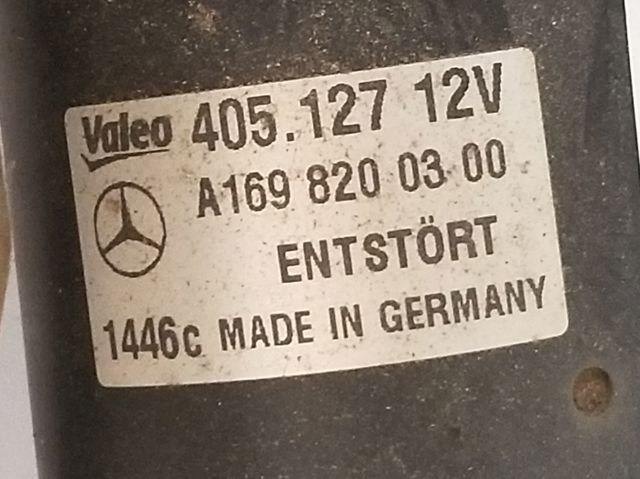 Valeo 405.127 12V
A169 820 03 00
ENTSTÖRT
1446c MADE IN GERMANY